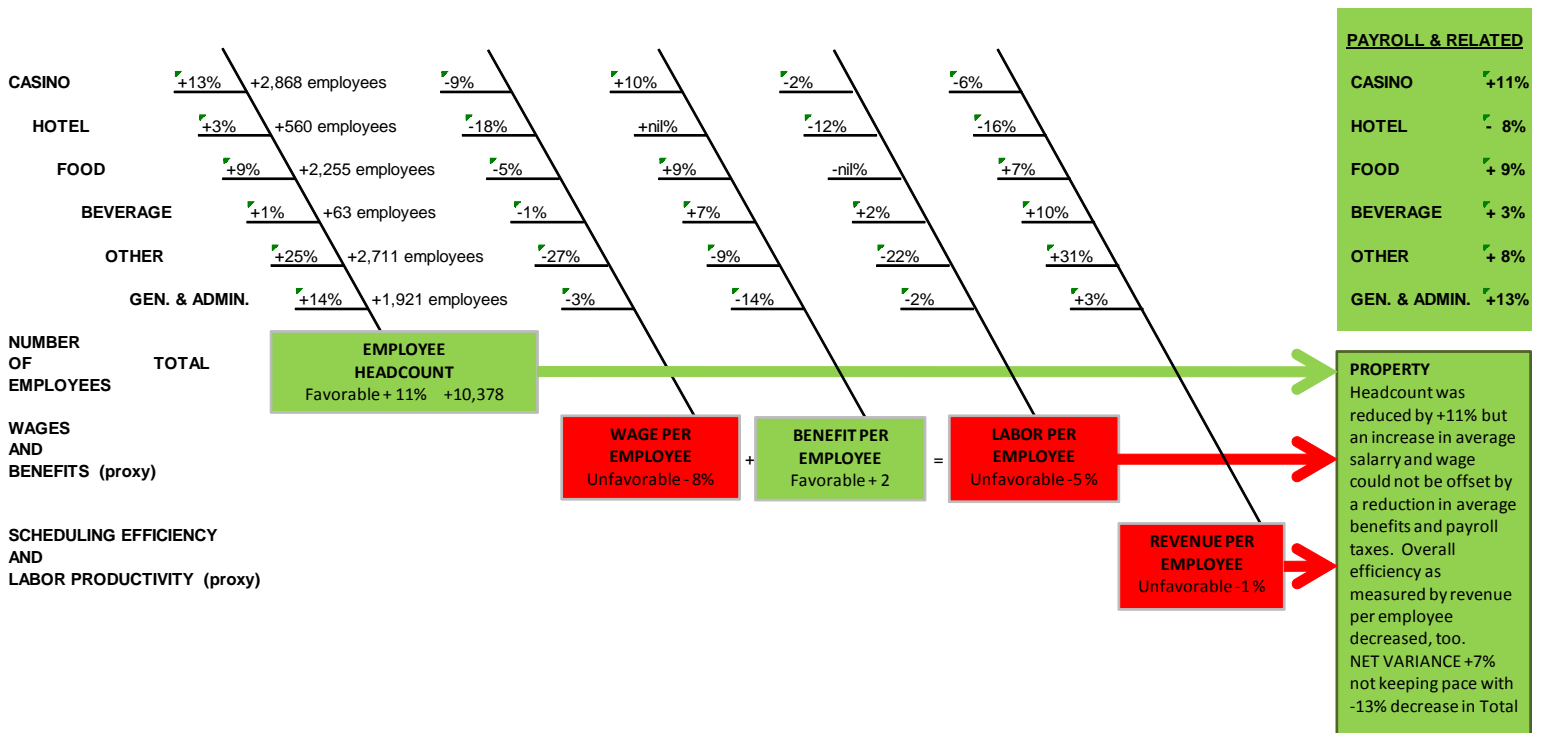 PAYROLL & RELATED
CASINO +13% +2,868 employees -9% +10% -2% -6% CASINO +11%
HOTEL +3% +560 employees -18% +nil% -12% -16% HOTEL - 8%
FOOD +9% +2,255 employees -5% +9% -nil% +7% FOOD + 9%
BEVERAGE +1% +63 employees -1% +7% +2% +10% BEVERAGE + 3%
OTHER +25% +2,711 employees -27% -9% -22% +31% OTHER + 8%
GEN. & ADMIN. +14% +1,921 employees -3% -14% -2% +3% GEN. & ADMIN. +13%
NUMBER
OF
EMPLOYEES
TOTAL
EMPLOYEE
HEADCOUNT
Favorable + 11% +10,378
WAGES
AND
BENEFITS (proxy)
WAGE PER
EMPLOYEE
Unfavorable - 8%
+
BENEFIT PER
EMPLOYEE
Favorable + 2
=
LABOR PER
EMPLOYEE
Unfavorable -5 %
SCHEDULING EFFICIENCY
AND
LABOR PRODUCTIVITY (proxy)
REVENUE PER
EMPLOYEE
Unfavorable -1 %
PROPERTY
Headcount was
reduced by +11% but
an increase in average
salarry and wage
could not be offset by
a reduction in average
benefits and payroll
taxes. Overall
efficiency as
measured by revenue
per employee
decreased, too.
NET VARIANCE +7%
not keeping pace with
-13% decrease in Total